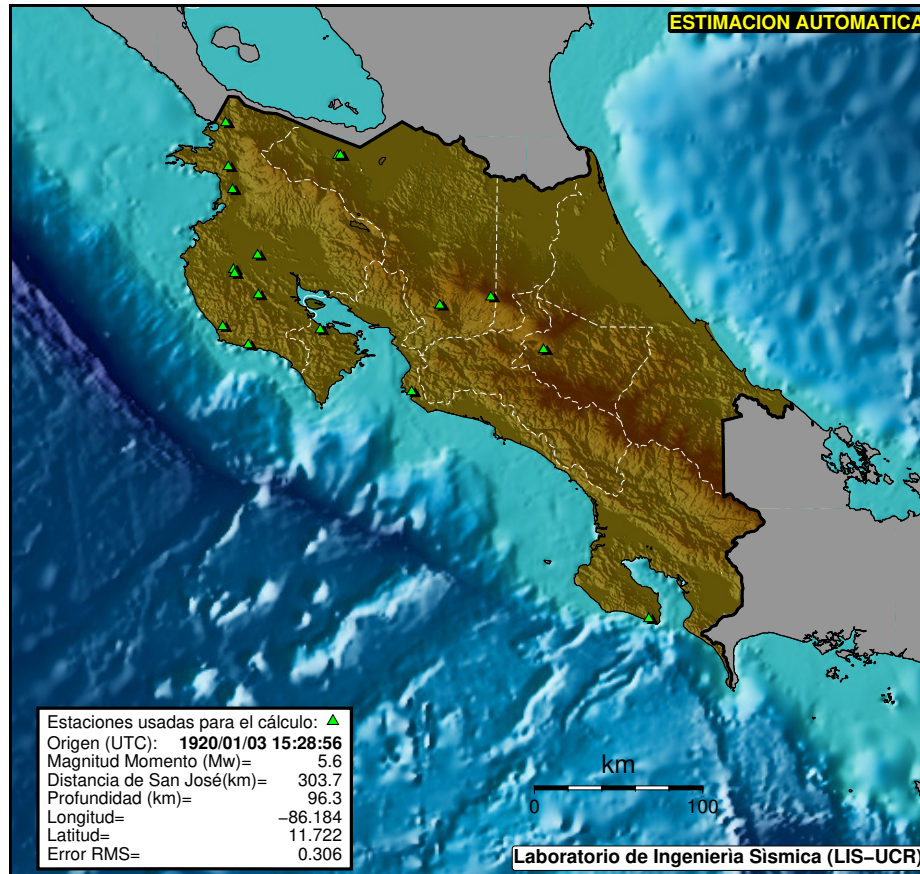 ESTIMACION AUTOMATICA
Estaciones usadas para el cálculo:
Origen (UTC): 1920/01/03 15:28:56
Magnitud Momento (Mw)= 5.6
Distancia de San José(km)= 303.7
Profundidad (km)= 96.3
Longitud= −86.184
Latitud= 11.722
Error RMS= 0.306
km
0 100
Laboratorio de Ingenierìa Sìsmica (LIS−UCR)